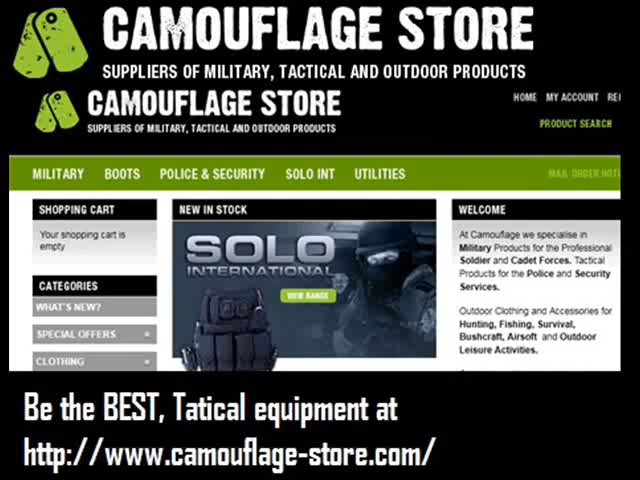 CAMOUFLAGE STORE
SUPPLIERS OF MILITARY, TACTICAL AND OUTDOOR PRODUCTS
CAMOUFLAGE STORE
SUPPLIERS OF MILITARY, TACTICAL AND OUTDOOR PRODUCTS
HOME MY ACCOUNT
PRODUCT SEARCH
MILITARY BOOTS POLICE & SECURITY SOLO INT UTILITIES
MAIL ORDER
SHOPPING CART
Your shopping cart is
empty
CATEGORIES
WHAT'S NEW?
SPECIAL OFFERS
CLOTHING
NEW IN STOCK
SOLO
INTERNATIONAL
VIEW RANGE
WELCOME
At Camouflage we specialise in
Military Products for the Professional
Soldier and Cadet Forces. Tactical
Products for the Police and Security
Services.
Outdoor Clothing and Accessories for
Hunting, Fishing, Survival,
Bushcraft, Airsoft and Outdoor
Leisure Activities.
Be the BEST, Tatical equipment at
http://www.camouflage-store.com/